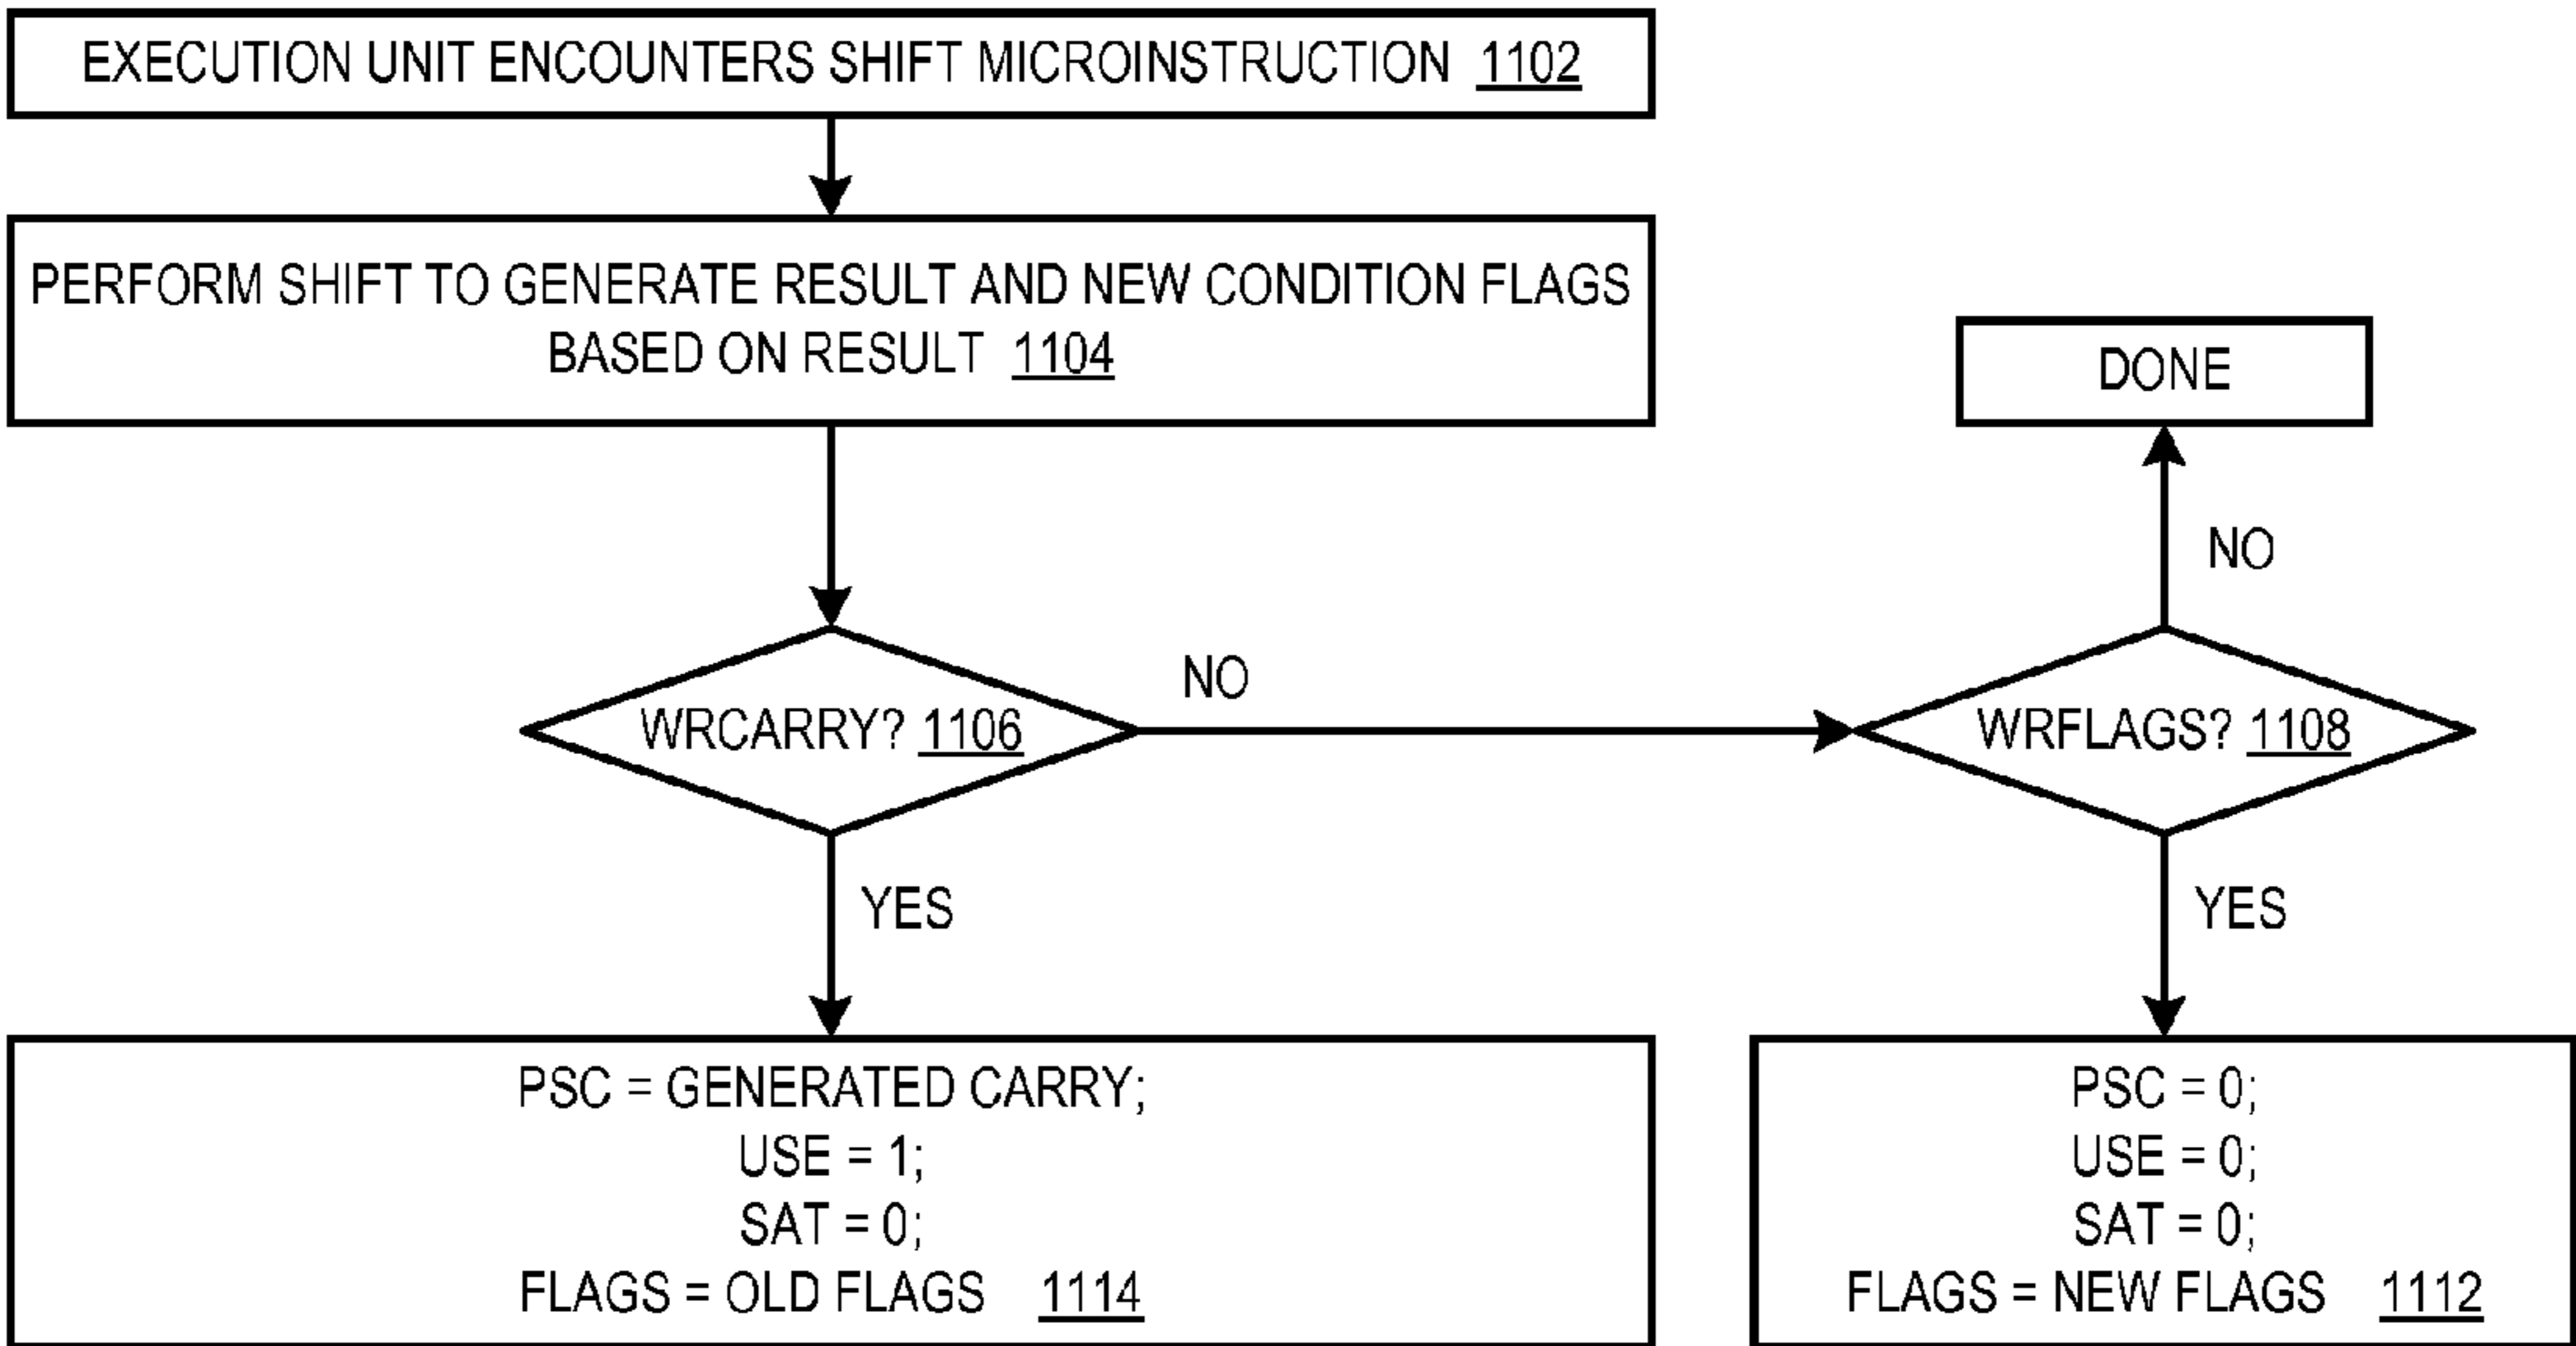 EXECUTION UNIT ENCOUNTERS SHIFT MICROINSTRUCTION 1102
PERFORM SHIFT TO GENERATE RESULT AND NEW CONDITION FLAGS
BASED ON RESULT 1104
DONE
NO
NO
WRCARRY? 1106
WRFLAGS? 1108
YES
YES
PSC = GENERATED CARRY;
USE = 1;
SAT = 0;
FLAGS = OLD FLAGS 1114
PSC = 0;
USE = 0;
SAT = 0;
FLAGS = NEW FLAGS 1112